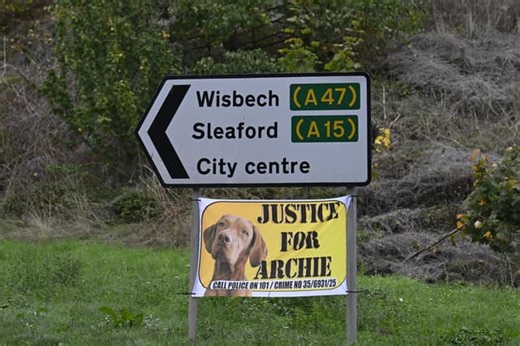 Wisbech (A47)
Sleaford (A15)
City centre
JUSTICE
FOR
ARCHIE
CALL POLICE ON 101 / CRIME NO 35/6931/25